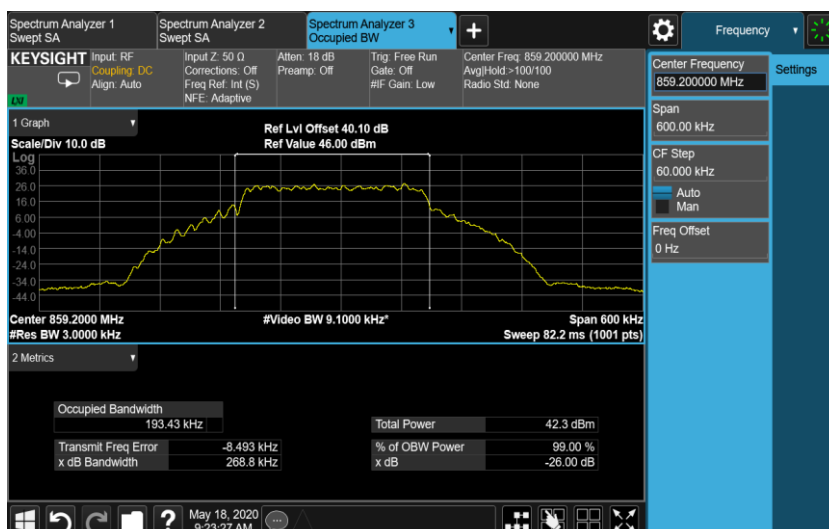 Spectrum Analyzer 1
Swept SA
Spectrum Analyzer 2
Swept SA
Spectrum Analyzer 3
Occupied BW
+
Frequency
KEYSIGHT
Input: RF
Coupling: DC
Align: Auto
LXI
Input Z: 50 Ω
Corrections: Off
Freq Ref: Int (S)
NFE: Adaptive
Atten: 18 dB
Preamp: Off
Trig: Free Run
Gate: Off
#IF Gain: Low
Center Freq: 859.200000 MHz
Avg|Hold:>100/100
Radio Std: None
Center Frequency
859.200000 MHz
Settings
Span
600.00 kHz
CF Step
60.000 kHz
Auto
Man
Freq Offset
0 Hz
1 Graph
Scale/Div 10.0 dB
Ref Lvl Offset 40.10 dB
Ref Value 46.00 dBm
Log
36.0
26.0
16.0
6.00
-4.00
-14.0
-24.0
-34.0
-44.0
Center 859.2000 MHz
#Video BW 9.1000 kHz*
Span 600 kHz
#Res BW 3.0000 kHz
Sweep 82.2 ms (1001 pts)
2 Metrics
Occupied Bandwidth
193.43 kHz
Total Power 42.3 dBm
Transmit Freq Error -8.493 kHz
% of OBW Power 99.00 %
x dB Bandwidth 268.8 kHz
x dB -26.00 dB
?
May 18, 2020
9:23:27 AM